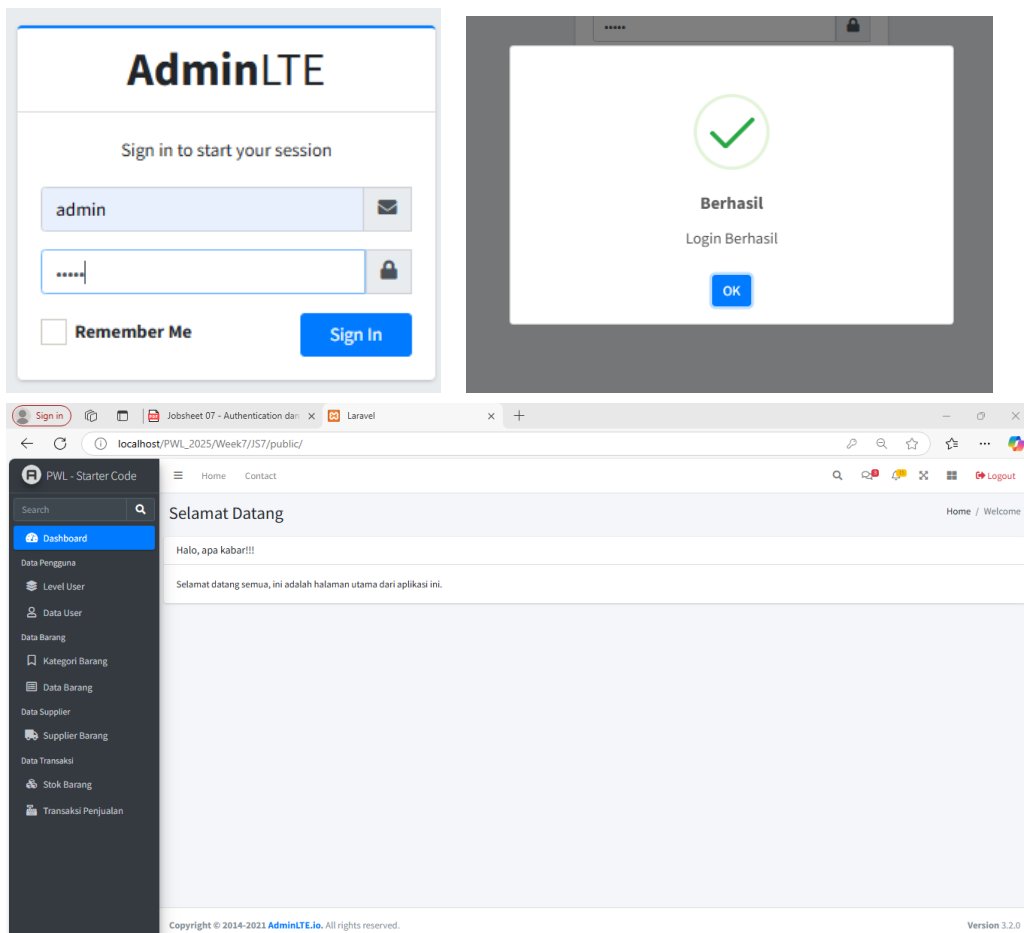 AdminLTE
Sign in to start your session
admin
•••••
Remember Me
Sign In
•••••
Berhasil
Login Berhasil
OK
Sign in
Jobsheet 07 - Authentication dan
Laravel
localhost/PWL_2025/Week7/JS7/public/
PWL - Starter Code
Home Contact
Logout
Search
Selamat Datang
Home / Welcome
Dashboard
Halo, apa kabar!!!
Data Pengguna
Selamat datang semua, ini adalah halaman utama dari aplikasi ini.
Level User
Data User
Data Barang
Kategori Barang
Data Barang
Data Supplier
Supplier Barang
Data Transaksi
Stok Barang
Transaksi Penjualan
Copyright © 2014-2021 AdminLTE.io. All rights reserved.
Version 3.2.0